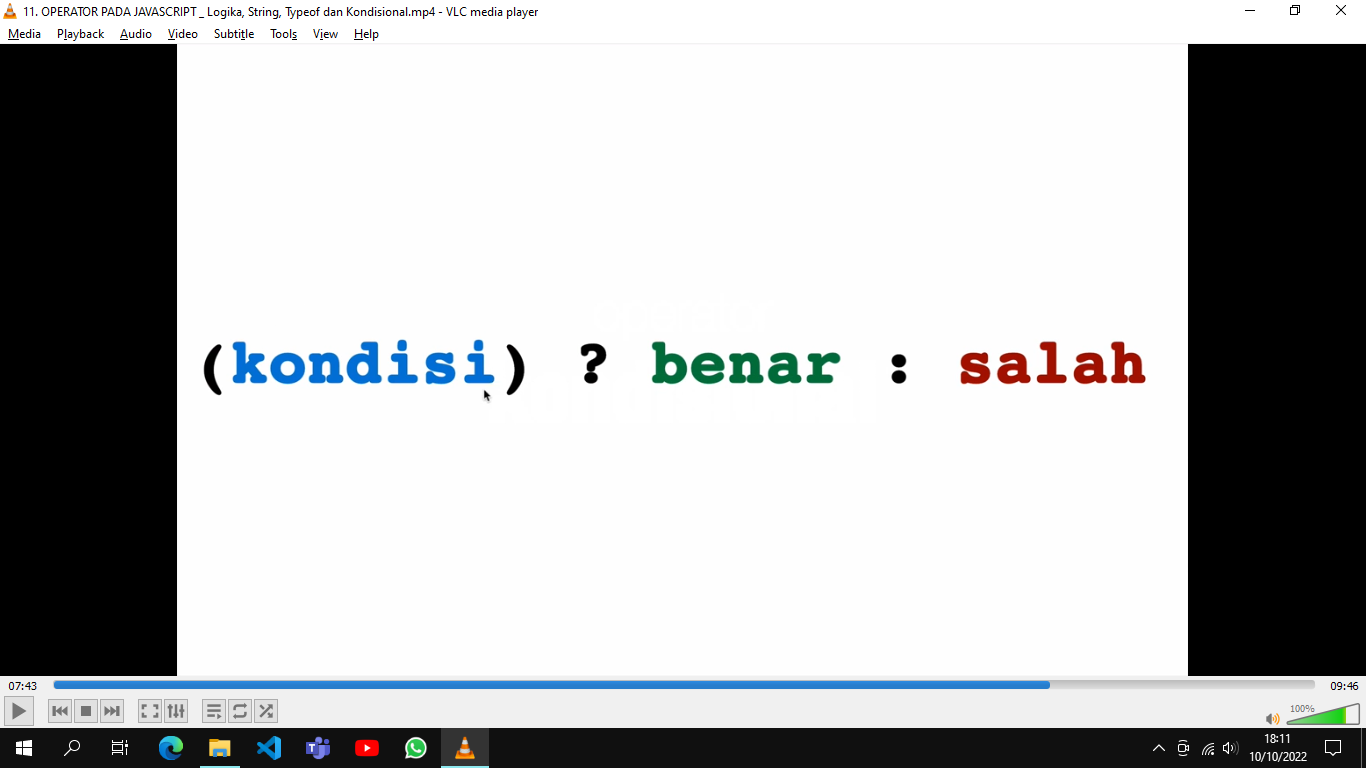 11. OPERATOR PADA JAVASCRIPT _ Logika, String, Typeof dan Kondisional.mp4 - VLC media player
Media Playback Audio Video Subtitle Tools View Help
(kondisi) ? benar : salah
07:43 09:46
100%
18:11
10/10/2022